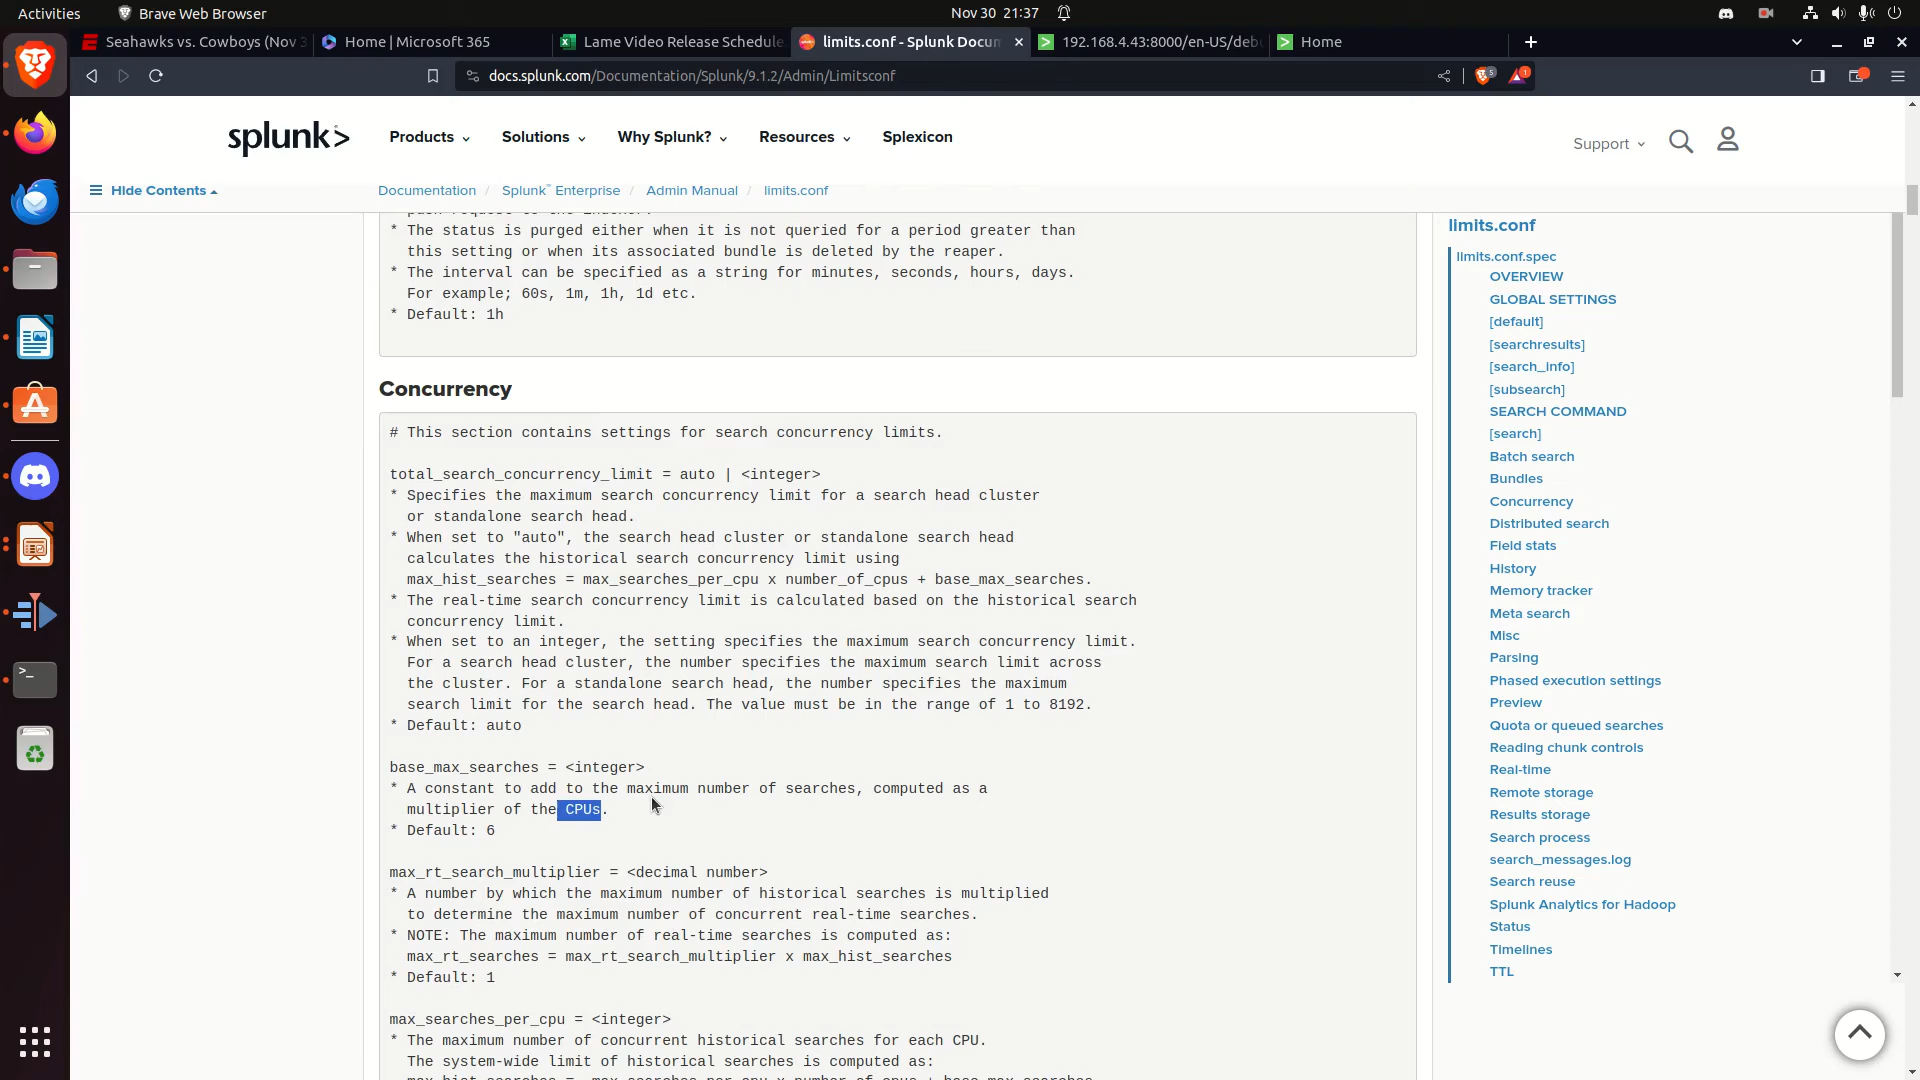 Activities
Brave Web Browser
Nov 30 21:37
Seahawks vs. Cowboys (Nov 3
Home | Microsoft 365
Lame Video Release Schedule
limits.conf - Splunk Docum
192.168.4.43:8000/en-US/deb
Home
docs.splunk.com/Documentation/Splunk/9.1.2/Admin/Limitsconf
5
1
splunk>
Products
Solutions
Why Splunk?
Resources
Splexicon
Support
Hide Contents
Documentation / Splunk® Enterprise / Admin Manual / limits.conf
* The status is purged either when it is not queried for a period greater than
this setting or when its associated bundle is deleted by the reaper.
* The interval can be specified as a string for minutes, seconds, hours, days.
For example; 60s, 1m, 1h, 1d etc.
* Default: 1h
Concurrency
# This section contains settings for search concurrency limits.
total_search_concurrency_limit = auto | <integer>
* Specifies the maximum search concurrency limit for a search head cluster
or standalone search head.
* When set to "auto", the search head cluster or standalone search head
calculates the historical search concurrency limit using
max_hist_searches = max_searches_per_cpu x number_of_cpus + base_max_searches.
* The real-time search concurrency limit is calculated based on the historical search
concurrency limit.
* When set to an integer, the setting specifies the maximum search concurrency limit.
For a search head cluster, the number specifies the maximum search limit across
the cluster. For a standalone search head, the number specifies the maximum
search limit for the search head. The value must be in the range of 1 to 8192.
* Default: auto
base_max_searches = <integer>
* A constant to add to the maximum number of searches, computed as a
multiplier of the CPUs.
* Default: 6
max_rt_search_multiplier = <decimal number>
* A number by which the maximum number of historical searches is multiplied
to determine the maximum number of concurrent real-time searches.
* NOTE: The maximum number of real-time searches is computed as:
max_rt_searches = max_rt_search_multiplier x max_hist_searches
* Default: 1
max_searches_per_cpu = <integer>
* The maximum number of concurrent historical searches for each CPU.
The system-wide limit of historical searches is computed as:
max_hist_searches = max_searches_per_cpu x number_of_cpus + base_max_searches
limits.conf
limits.conf.spec
OVERVIEW
GLOBAL SETTINGS
[default]
[searchresults]
[search_info]
[subsearch]
SEARCH COMMAND
[search]
Batch search
Bundles
Concurrency
Distributed search
Field stats
History
Memory tracker
Meta search
Misc
Parsing
Phased execution settings
Preview
Quota or queued searches
Reading chunk controls
Real-time
Remote storage
Results storage
Search process
search_messages.log
Search reuse
Splunk Analytics for Hadoop
Status
Timelines
TTL